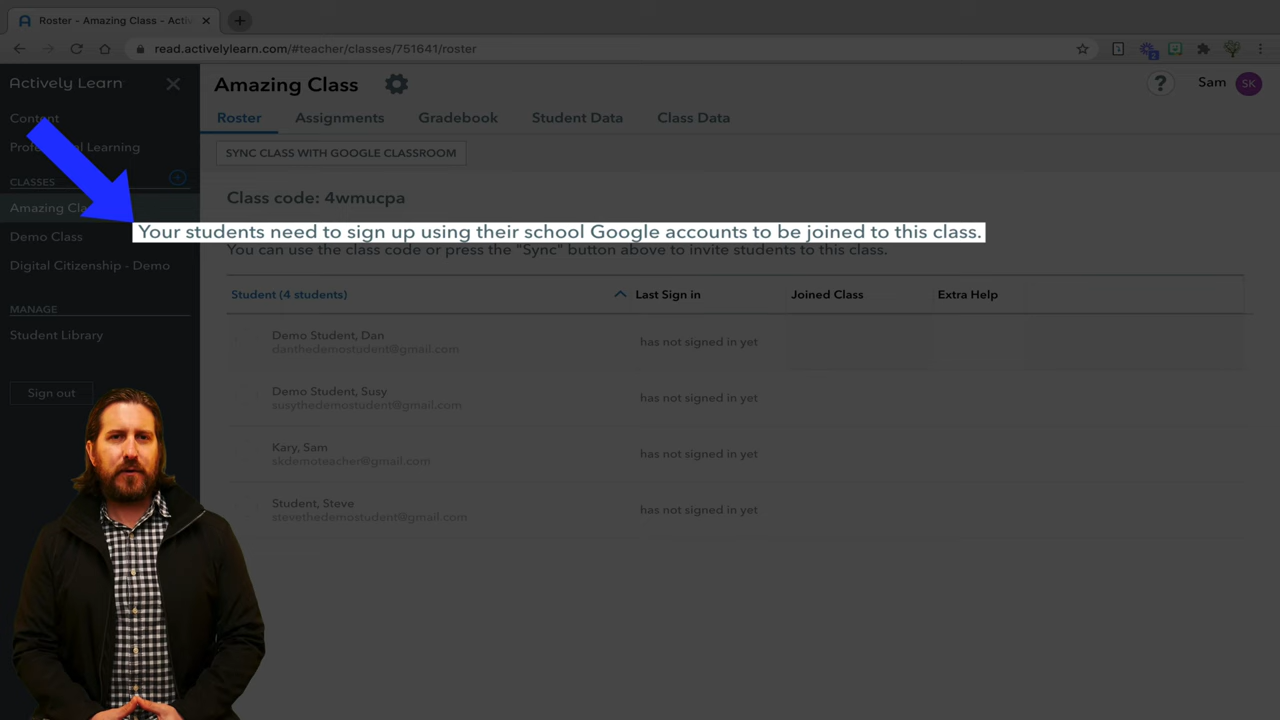 Roster - Amazing Class - Activ
read.activelylearn.com/#teacher/classes/751641/roster
2
Actively Learn
Amazing Class
?
Sam
SK
Content
Professional Learning
CLASSES
Amazing Cla
Demo Class
Digital Citizenship - Demo
MANAGE
Student Library
Sign out
Roster
Assignments
Gradebook
Student Data
Class Data
SYNC CLASS WITH GOOGLE CLASSROOM
Class code: 4wmucpa
Your students need to sign up using their school Google accounts to be joined to this class.
You can use the class code or press the "Sync" button above to invite students to this class.
Student (4 students)
Last Sign in
Joined Class
Extra Help
Demo Student, Dan
danthedemostudent@gmail.com
has not signed in yet
Demo Student, Susy
susythedemostudent@gmail.com
has not signed in yet
Kary, Sam
skdemoteacher@gmail.com
has not signed in yet
Student, Steve
stevethedemostudent@gmail.com
has not signed in yet